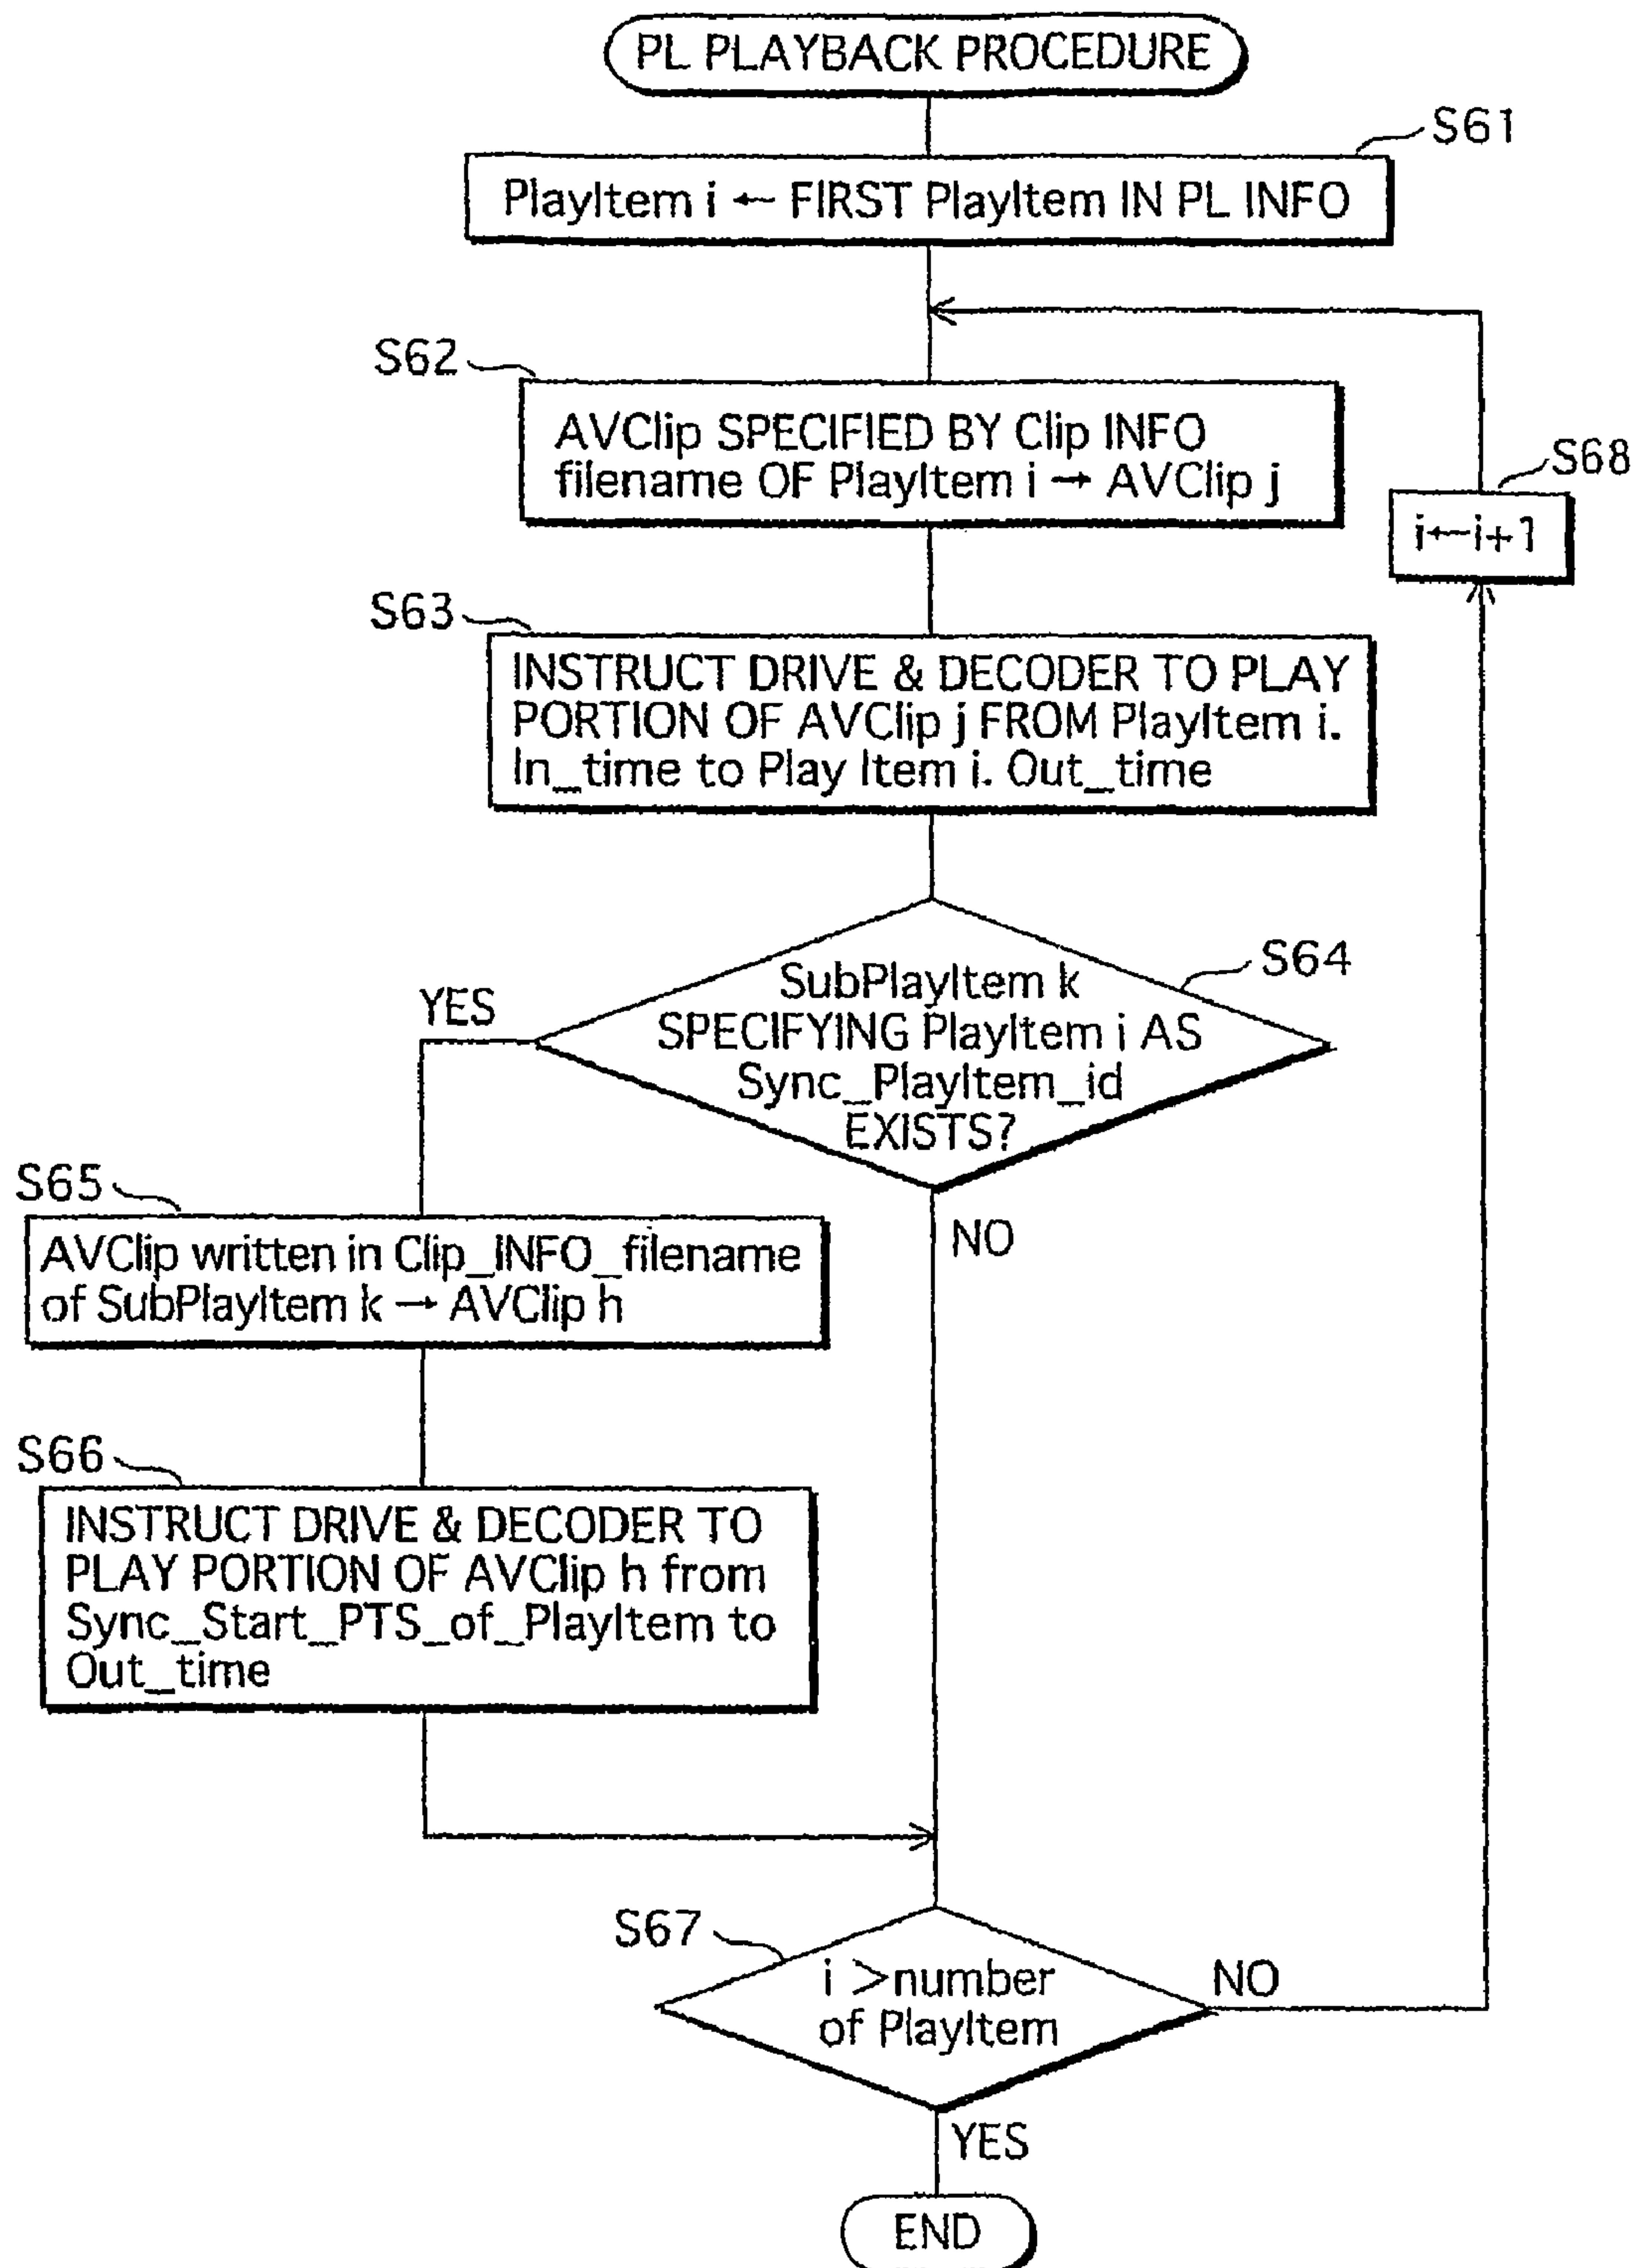 PL PLAYBACK PROCEDURE
S61
PlayItem i ← FIRST PlayItem IN PL INFO
S62
AVClip SPECIFIED BY Clip INFO
filename OF PlayItem i → AVClip j
S68
i←i+1
S63
INSTRUCT DRIVE & DECODER TO PLAY
PORTION OF AVClip j FROM PlayItem i.
In_time to Play Item i. Out_time
S64
SubPlayItem k
SPECIFYING PlayItem i AS
Sync_PlayItem_id
EXISTS?
YES
NO
S65
AVClip written in Clip_INFO_filename
of SubPlayItem k → AVClip h
S66
INSTRUCT DRIVE & DECODER TO
PLAY PORTION OF AVClip h from
Sync_Start_PTS_of_PlayItem to
Out_time
S67
i >number
of PlayItem
NO
YES
END